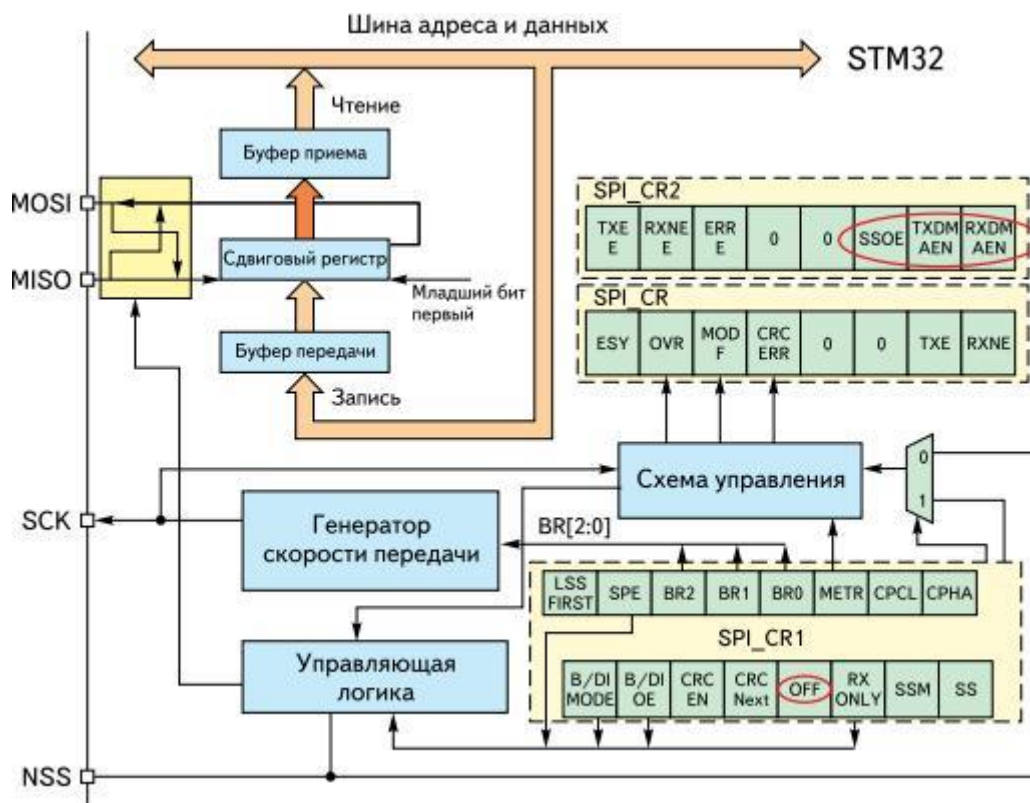 Шина адреса и данных
STM32
Чтение
Буфер приема
MOSI
MISO
Сдвиговый регистр
Младший бит
первый
Буфер передачи
Запись
SPI_CR2
TXE
E
RXNE
E
ERR
E
0
0
SSOE
TXDM
AEN
RXDM
AEN
SPI_CR
ESY
OVR
MOD
F
CRC
ERR
0
0
TXE
RXNE
Схема управления
0
1
SCK
Генератор
скорости передачи
BR[2:0]
LSS
FIRST
SPE
BR2
BR1
BR0
METR
CPCL
CPHA
SPI_CR1
Управляющая
логика
B/DI
MODE
B/DI
OE
CRC
EN
CRC
Next
OFF
RX
ONLY
SSM
SS
NSS